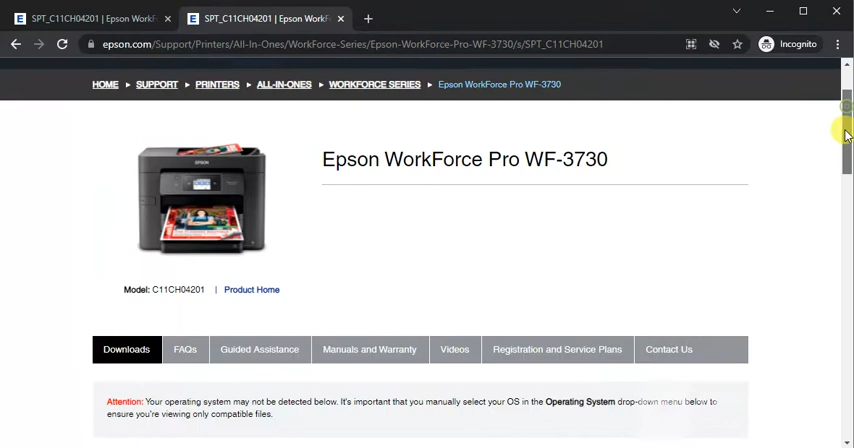 SPT_C11CH04201 | Epson WorkF
SPT_C11CH04201 | Epson WorkF
epson.com/Support/Printers/All-In-Ones/WorkForce-Series/Epson-WorkForce-Pro-WF-3730/s/SPT_C11CH04201
Incognito
HOME ▸ SUPPORT ▸ PRINTERS ▸ ALL-IN-ONES ▸ WORKFORCE SERIES ▸ Epson WorkForce Pro WF-3730
EPSON
Epson WorkForce Pro WF-3730
Model: C11CH04201 | Product Home
Downloads FAQs Guided Assistance Manuals and Warranty Videos Registration and Service Plans Contact Us
Attention: Your operating system may not be detected below. It's important that you manually select your OS in the Operating System drop-down menu below to
ensure you're viewing only compatible files.